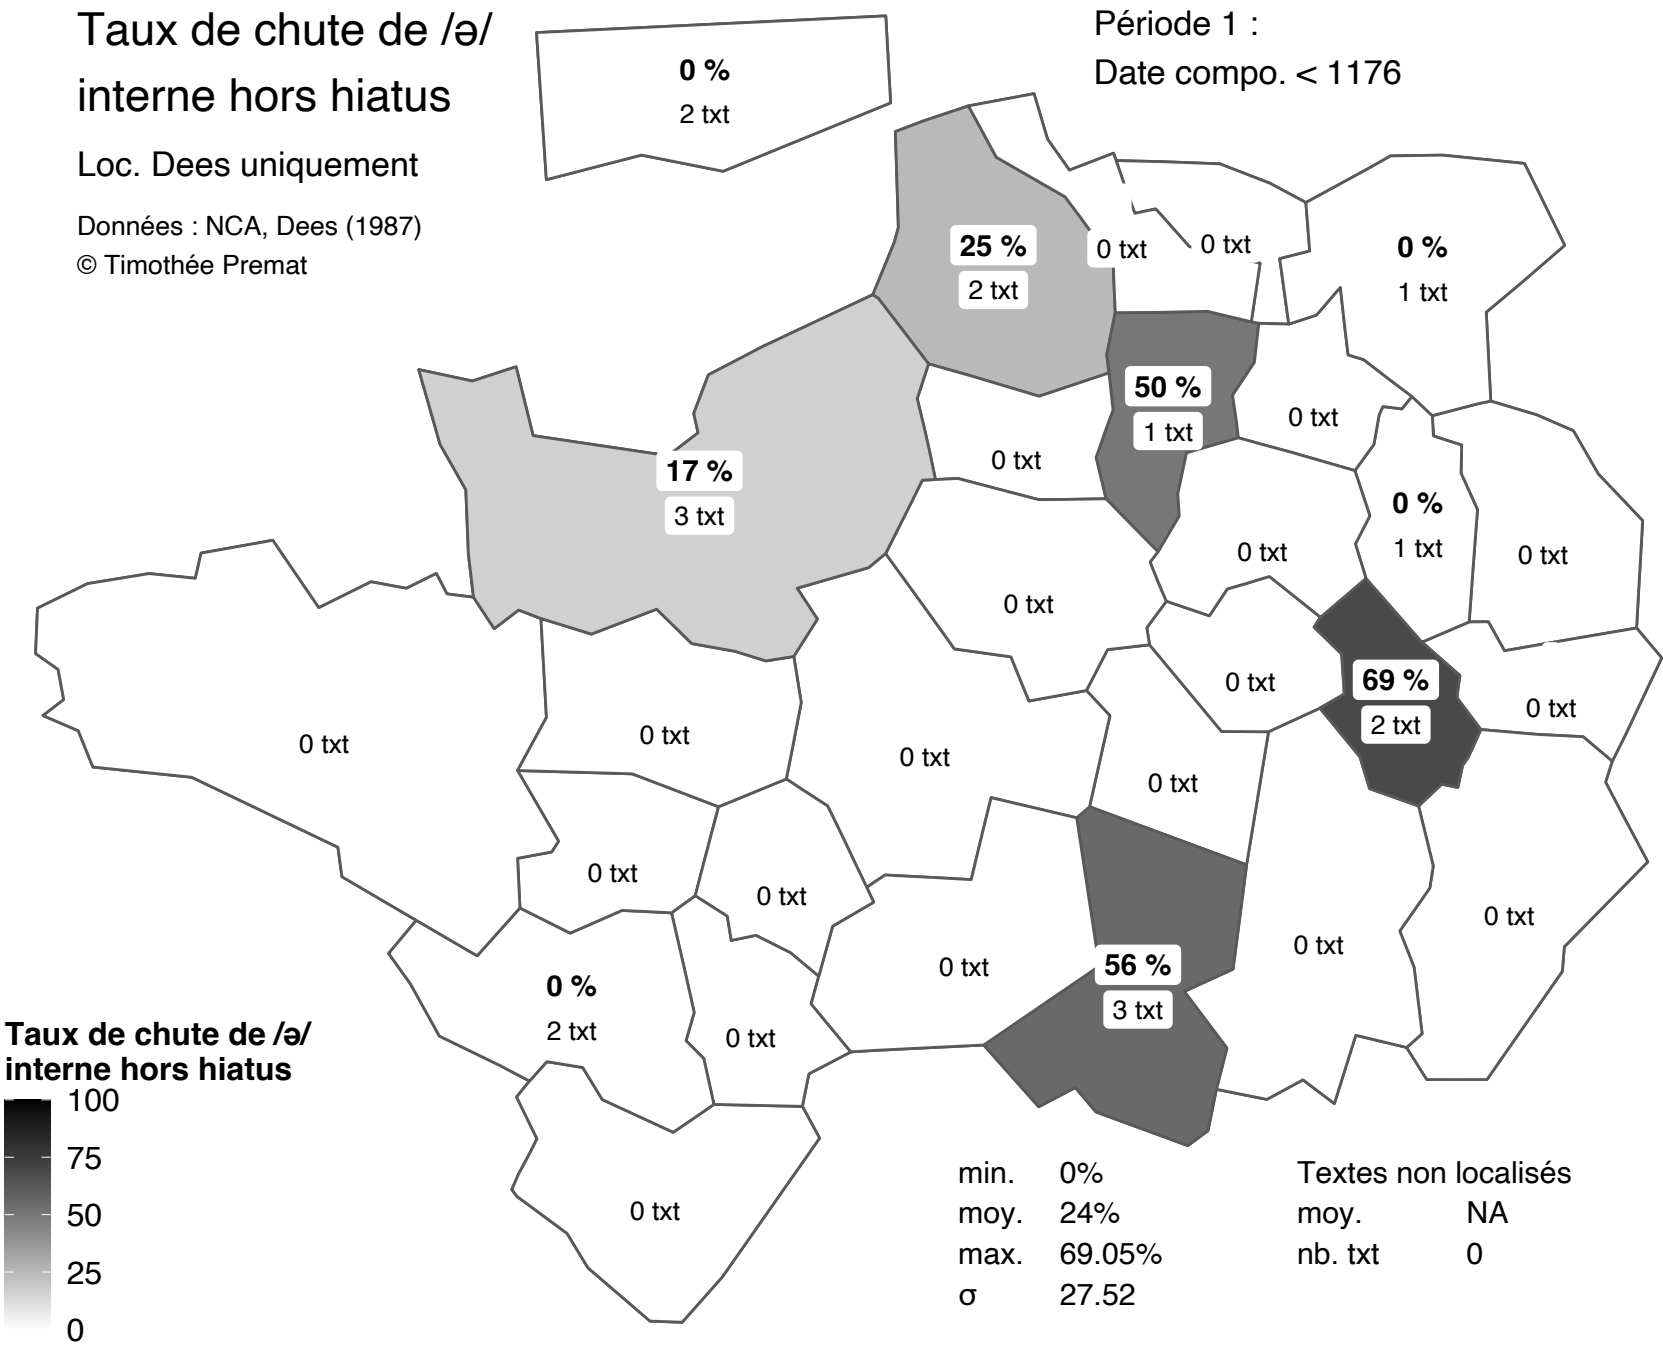 Taux de chute de /ə/
interne hors hiatus
Loc. Dees uniquement
Données : NCA, Dees (1987)
© Timothée Premat
Période 1 :
Date compo. < 1176
0 %
2 txt
25 %
2 txt
0 txt
0 txt
0 %
1 txt
50 %
1 txt
0 txt
0 txt
17 %
3 txt
0 %
1 txt
0 txt
0 txt
0 txt
0 txt
69 %
2 txt
0 txt
0 txt
0 txt
0 txt
0 txt
0 txt
0 txt
0 txt
0 txt
0 txt
56 %
3 txt
0 txt
0 %
2 txt
0 txt
0 txt
Taux de chute de /ə/
interne hors hiatus
100
75
50
25
0
min. 0%
moy. 24%
max. 69.05%
σ 27.52
Textes non localisés
moy. NA
nb. txt 0